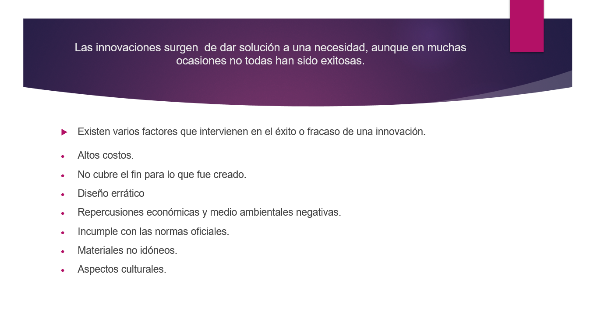 Las innovaciones surgen  de dar solución a una necesidad, aunque en muchas
ocasiones no todas han sido exitosas.
Existen varios factores que intervienen en el éxito o fracaso de una innovación.
Altos costos.
No cubre el fin para lo que fue creado.
Diseño errático
Repercusiones económicas y medio ambientales negativas.
Incumple con las normas oficiales.
Materiales no idóneos.
Aspectos culturales.